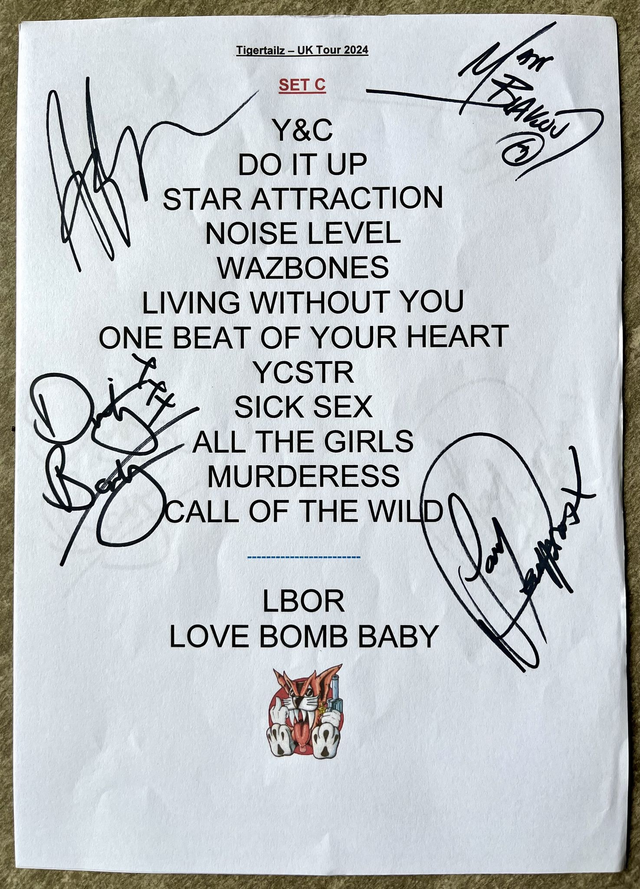 Tigertailz – UK Tour 2024
SET C
Y&C
DO IT UP
STAR ATTRACTION
NOISE LEVEL
WAZBONES
LIVING WITHOUT YOU
ONE BEAT OF YOUR HEART
YCSTR
SICK SEX
ALL THE GIRLS
MURDERESS
CALL OF THE WILD
LBOR
LOVE BOMB BABY